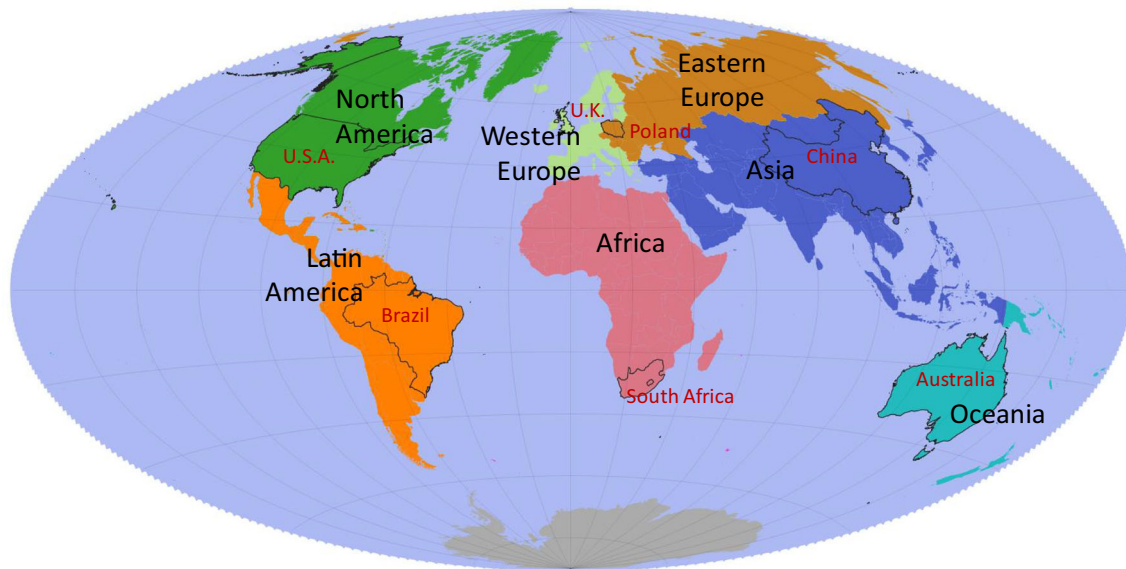 North
America
U.S.A.
Latin
America
Brazil
U.K.
Western
Europe
Eastern
Europe
Poland
Asia
China
Africa
South Africa
Australia
Oceania